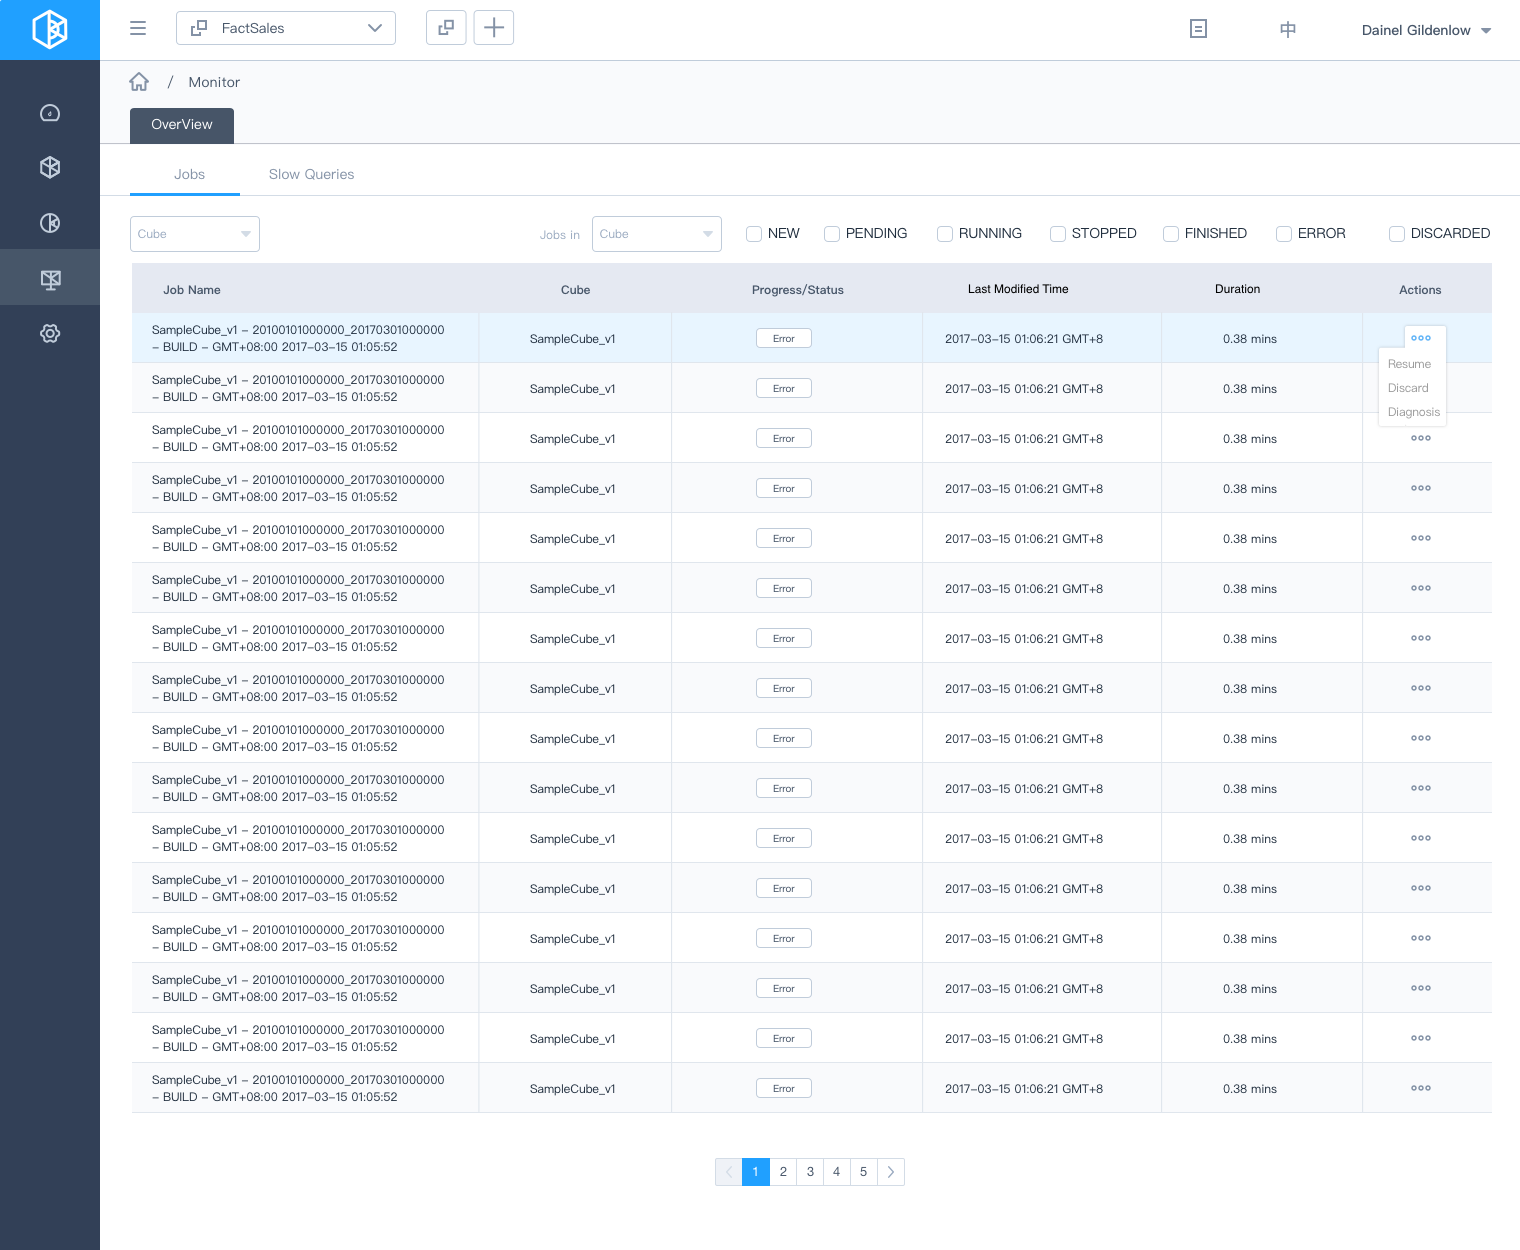 FactSales
中
Dainel Gildenlow
/ Monitor
OverView
Jobs Slow Queries
Cube Jobs in Cube NEW PENDING RUNNING STOPPED FINISHED ERROR DISCARDED
Job Name Cube Progress/Status Last Modified Time Duration Actions
SampleCube_v1 - 20100101000000_20170301000000
- BUILD - GMT+08:00 2017-03-15 01:05:52
SampleCube_v1 Error 2017-03-15 01:06:21 GMT+8 0.38 mins
Resume
Discard
Diagnosis
SampleCube_v1 - 20100101000000_20170301000000
- BUILD - GMT+08:00 2017-03-15 01:05:52
SampleCube_v1 Error 2017-03-15 01:06:21 GMT+8 0.38 mins
SampleCube_v1 - 20100101000000_20170301000000
- BUILD - GMT+08:00 2017-03-15 01:05:52
SampleCube_v1 Error 2017-03-15 01:06:21 GMT+8 0.38 mins
SampleCube_v1 - 20100101000000_20170301000000
- BUILD - GMT+08:00 2017-03-15 01:05:52
SampleCube_v1 Error 2017-03-15 01:06:21 GMT+8 0.38 mins
SampleCube_v1 - 20100101000000_20170301000000
- BUILD - GMT+08:00 2017-03-15 01:05:52
SampleCube_v1 Error 2017-03-15 01:06:21 GMT+8 0.38 mins
SampleCube_v1 - 20100101000000_20170301000000
- BUILD - GMT+08:00 2017-03-15 01:05:52
SampleCube_v1 Error 2017-03-15 01:06:21 GMT+8 0.38 mins
SampleCube_v1 - 20100101000000_20170301000000
- BUILD - GMT+08:00 2017-03-15 01:05:52
SampleCube_v1 Error 2017-03-15 01:06:21 GMT+8 0.38 mins
SampleCube_v1 - 20100101000000_20170301000000
- BUILD - GMT+08:00 2017-03-15 01:05:52
SampleCube_v1 Error 2017-03-15 01:06:21 GMT+8 0.38 mins
SampleCube_v1 - 20100101000000_20170301000000
- BUILD - GMT+08:00 2017-03-15 01:05:52
SampleCube_v1 Error 2017-03-15 01:06:21 GMT+8 0.38 mins
SampleCube_v1 - 20100101000000_20170301000000
- BUILD - GMT+08:00 2017-03-15 01:05:52
SampleCube_v1 Error 2017-03-15 01:06:21 GMT+8 0.38 mins
SampleCube_v1 - 20100101000000_20170301000000
- BUILD - GMT+08:00 2017-03-15 01:05:52
SampleCube_v1 Error 2017-03-15 01:06:21 GMT+8 0.38 mins
SampleCube_v1 - 20100101000000_20170301000000
- BUILD - GMT+08:00 2017-03-15 01:05:52
SampleCube_v1 Error 2017-03-15 01:06:21 GMT+8 0.38 mins
SampleCube_v1 - 20100101000000_20170301000000
- BUILD - GMT+08:00 2017-03-15 01:05:52
SampleCube_v1 Error 2017-03-15 01:06:21 GMT+8 0.38 mins
SampleCube_v1 - 20100101000000_20170301000000
- BUILD - GMT+08:00 2017-03-15 01:05:52
SampleCube_v1 Error 2017-03-15 01:06:21 GMT+8 0.38 mins
SampleCube_v1 - 20100101000000_20170301000000
- BUILD - GMT+08:00 2017-03-15 01:05:52
SampleCube_v1 Error 2017-03-15 01:06:21 GMT+8 0.38 mins
SampleCube_v1 - 20100101000000_20170301000000
- BUILD - GMT+08:00 2017-03-15 01:05:52
SampleCube_v1 Error 2017-03-15 01:06:21 GMT+8 0.38 mins
1 2 3 4 5